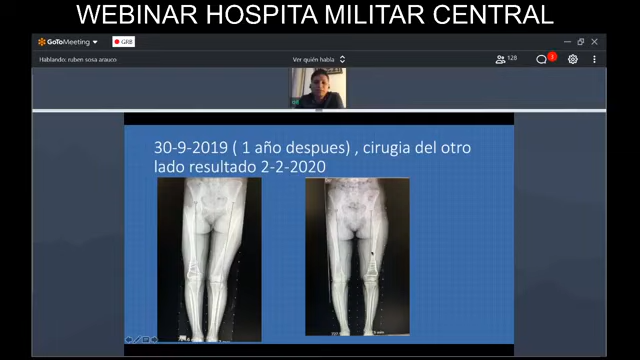 WEBINAR HOSPITA MILITAR CENTRAL
GoToMeeting
GRB
Hablando: ruben sosa arauco
Ver quién habla
128
30-9-2019 ( 1 año despues) , cirugia del otro
lado resultado 2-2-2020